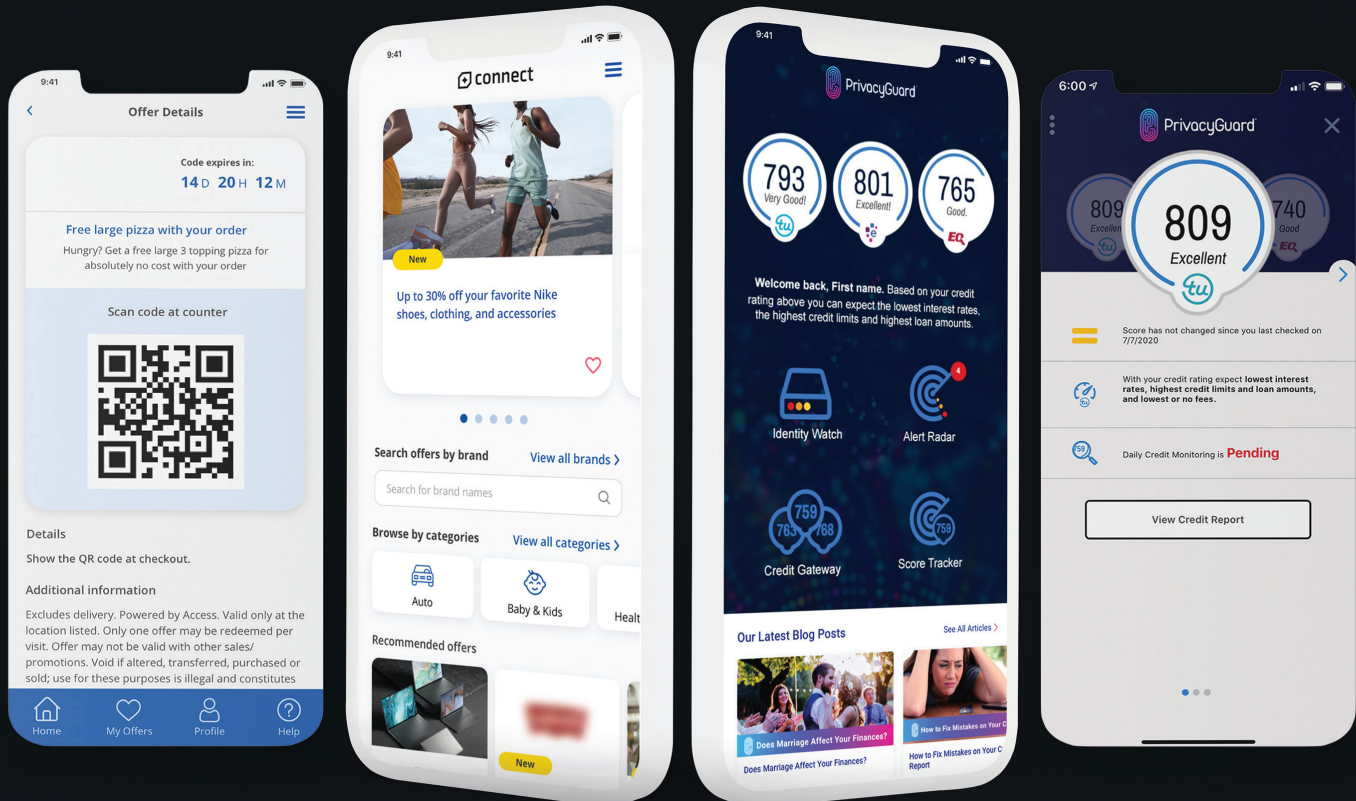 9:41
Offer Details
Code expires in:
14 D 20 H 12 M
Free large pizza with your order
Hungry? Get a free large 3 topping pizza for
absolutely no cost with your order
Scan code at counter
Details
Show the QR code at checkout.
Additional information
Excludes delivery. Powered by Access. Valid only at the
location listed. Only one offer may be redeemed per
visit. Offer may not be valid with other sales/
promotions. Void if altered, transferred, purchased or
sold; use for these purposes is illegal and constitutes
Home
My Offers
Profile
Help
9:41
connect
New
Up to 30% off your favorite Nike
shoes, clothing, and accessories
Search offers by brand
View all brands >
Search for brand names
Browse by categories
View all categories >
Auto
Baby & Kids
Healt
Recommended offers
New
9:41
PrivacyGuard
793
Very Good!
tu
801
Excellent!
e
765
Good.
EQ
Welcome back, First name. Based on your credit
rating above you can expect the lowest interest rates,
the highest credit limits and highest loan amounts.
Identity Watch
4
Alert Radar
763
759
768
Credit Gateway
759
Score Tracker
Our Latest Blog Posts
See All Articles >
Does Marriage Affect Your Finances?
Does Marriage Affect Your Finances?
How to Fix Mistakes on Your C
How to Fix Mistakes on Your C
Report
6:00
PrivacyGuard
809
Excellen
tu
809
Excellent
tu
740
Good
EQ
Score has not changed since you last checked on
7/7/2020
tu
With your credit rating expect lowest interest
rates, highest credit limits and loan amounts,
and lowest or no fees.
759
Daily Credit Monitoring is Pending
View Credit Report